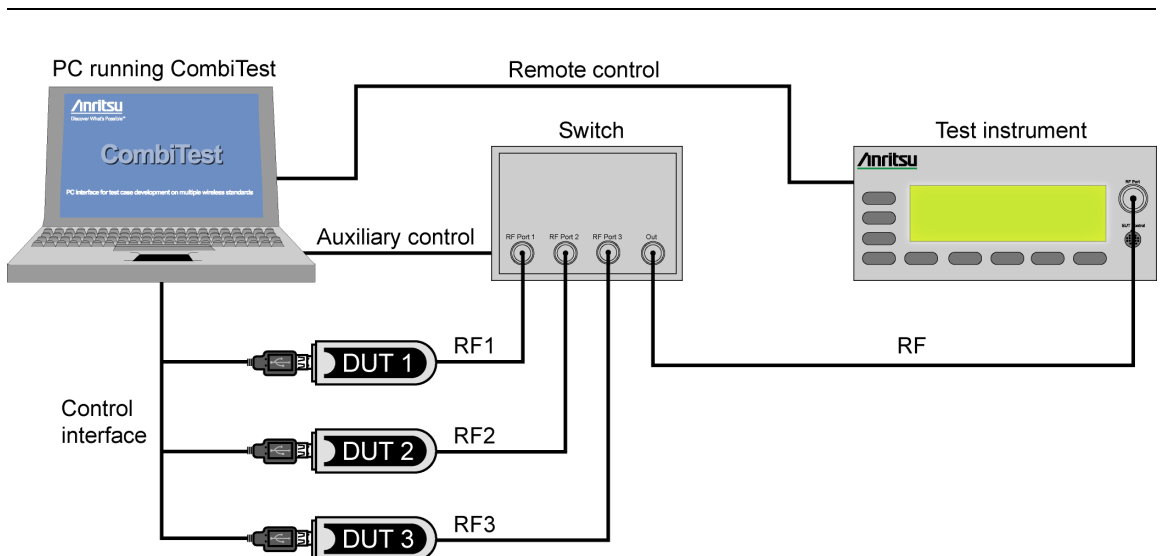 PC running CombiTest
Remote control
Anritsu
Discover What's Possible™
CombiTest
PC interface for test case development on multiple wireless standards
Switch
Test instrument
Anritsu
RF Port
RF Port 1
RF Port 2
RF Port 3
Out
Auxiliary control
RF
DUT 1
RF1
Control
interface
DUT 2
RF2
DUT 3
RF3